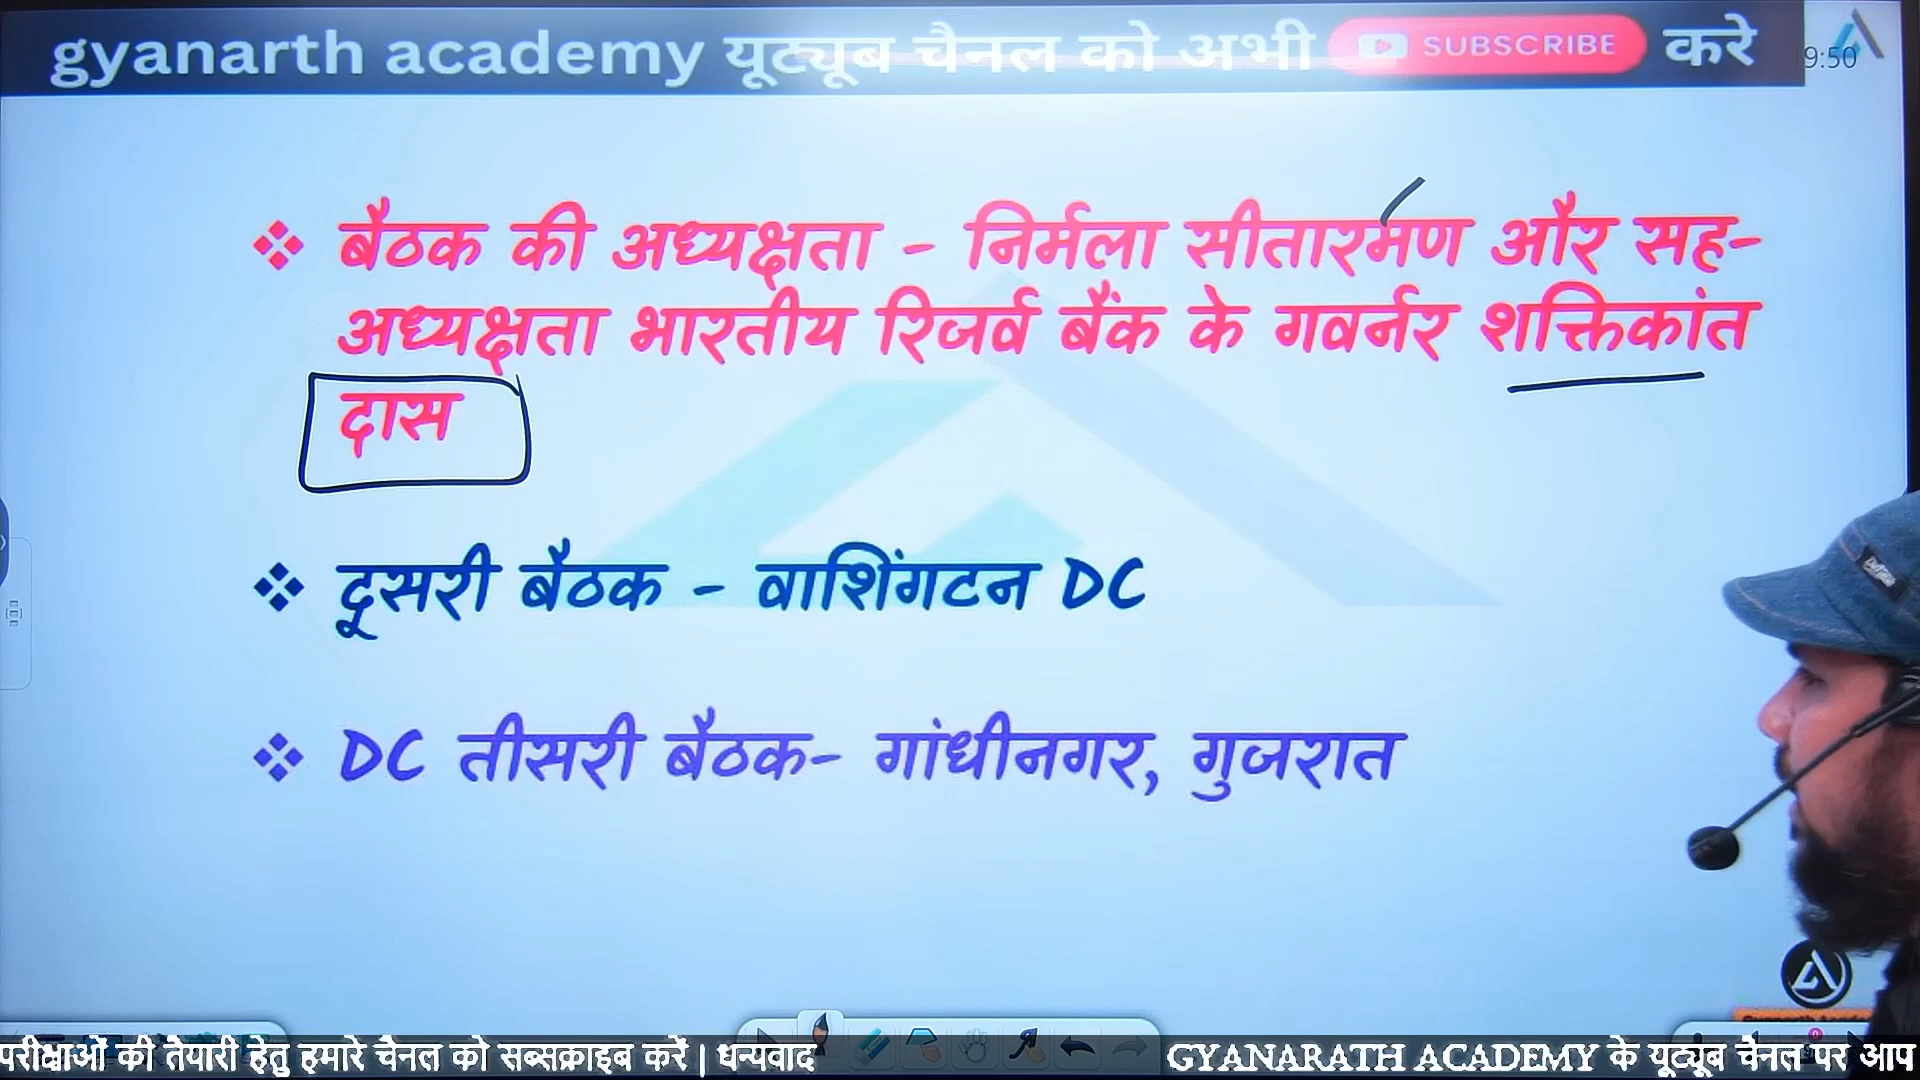 gyanarth academy यूट्यूब चैनल को अभी SUBSCRIBE करे
9:50
❖ बैठक की अध्यक्षता - निर्मला सीतारमण और सह-
अध्यक्षता भारतीय रिजर्व बैंक के गवर्नर शक्तिकांत
दास
❖ दूसरी बैठक - वाशिंगटन DC
❖ DC तीसरी बैठक- गांधीनगर, गुजरात
परीक्षाओं की तैयारी हेतु हमारे चैनल को सब्सक्राइब करें | धन्यवाद
GYANARATH ACADEMY के यूट्यूब चैनल पर आप